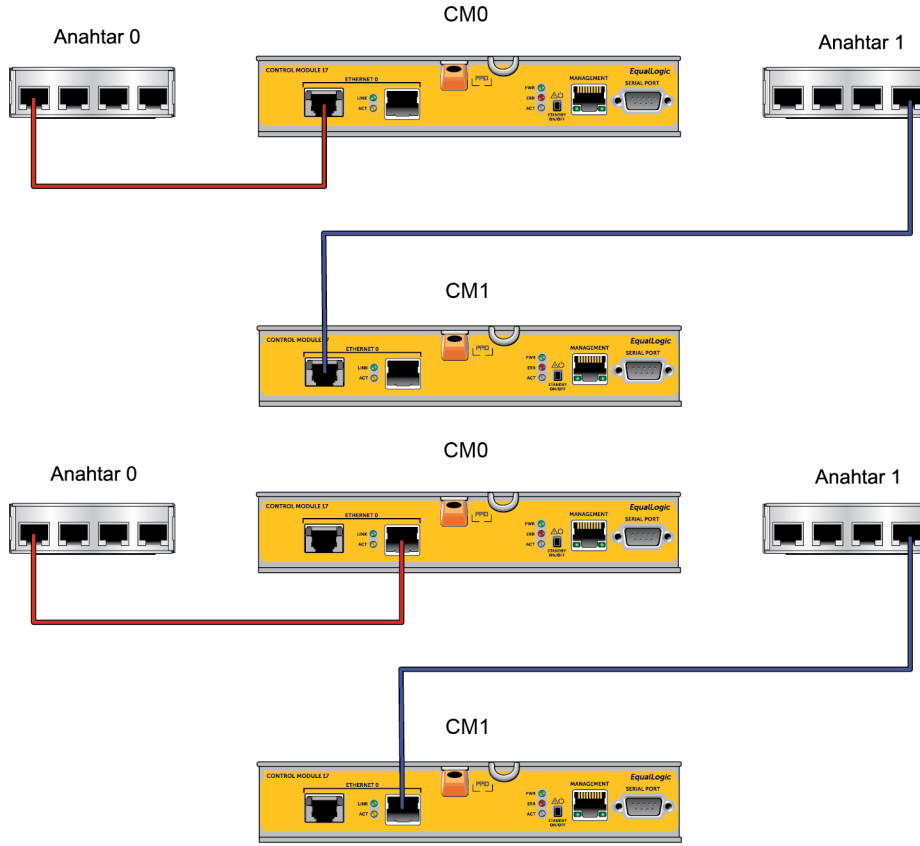 CM0
Anahtar 0
Anahtar 1
CONTROL MODULE 17
ETHERNET 0
LINK
ACT
PPID
PWR
ERR
ACT
STANDBY
ON/OFF
MANAGEMENT
EqualLogic
SERIAL PORT
CM1
CONTROL MODULE 17
ETHERNET 0
LINK
ACT
PPID
PWR
ERR
ACT
STANDBY
ON/OFF
MANAGEMENT
EqualLogic
SERIAL PORT
CM0
Anahtar 0
Anahtar 1
CONTROL MODULE 17
ETHERNET 0
LINK
ACT
PPID
PWR
ERR
ACT
STANDBY
ON/OFF
MANAGEMENT
EqualLogic
SERIAL PORT
CM1
CONTROL MODULE 17
ETHERNET 0
LINK
ACT
PPID
PWR
ERR
ACT
STANDBY
ON/OFF
MANAGEMENT
EqualLogic
SERIAL PORT